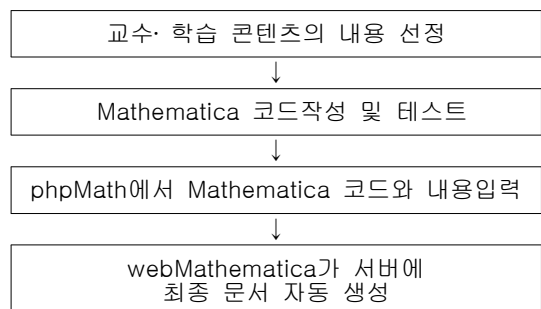 교수· 학습 콘텐츠의 내용 선정
↓
Mathematica 코드작성 및 테스트
↓
phpMath에서 Mathematica 코드와 내용입력
↓
webMathematica가 서버에
최종 문서 자동 생성